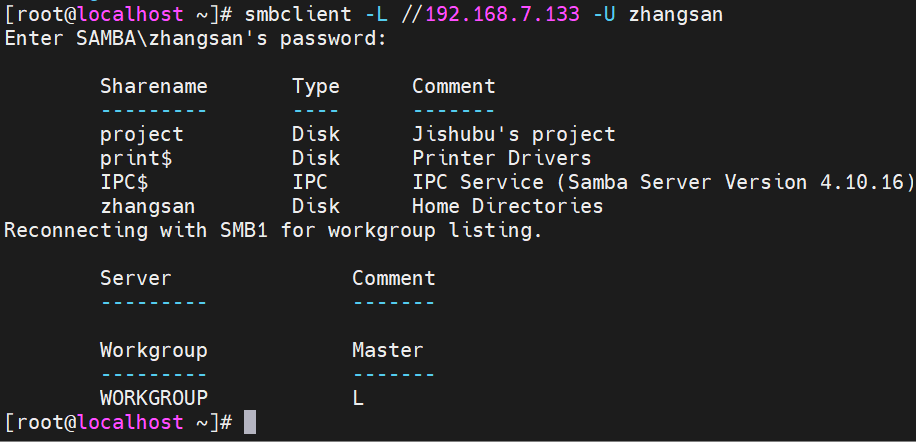 [root@localhost ~]# smbclient -L //192.168.7.133 -U zhangsan
Enter SAMBA\zhangsan's password:
Sharename Type Comment
--------- ---- -------
project Disk Jishubu's project
print$ Disk Printer Drivers
IPC$ IPC IPC Service (Samba Server Version 4.10.16)
zhangsan Disk Home Directories
Reconnecting with SMB1 for workgroup listing.
Server Comment
--------- -------
Workgroup Master
--------- -------
WORKGROUP L
[root@localhost ~]#